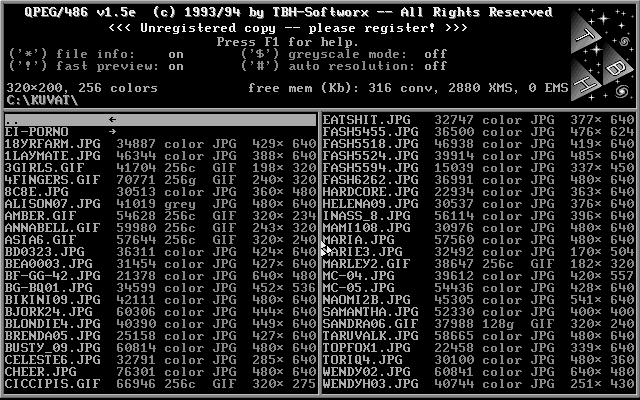 QPEG/486 v1.5e (c) 1993/94 by TBH-Softworx -- All Rights Reserved
<<< Unregistered copy -- please register! >>>
Press F1 for help.
('*') file info: on ('$') greyscale mode: off
('!') fast preview: on ('#') auto resolution: off
320×200, 256 colors free mem (Kb): 316 conv, 2880 XMS, 0 EMS
C:\KUVAT\
T
B
H
.. ←
EI-PORNO →
18YRFARM.JPG 34887 color JPG 429× 640
1LAYMATE.JPG 46344 color JPG 388× 640
3GIRLS.GIF 41704 256c GIF 198× 320
4FINGERS.GIF 70771 256g GIF 240× 320
8C8E.JPG 30513 color JPG 360× 480
ALISON07.JPG 41019 grey JPG 480× 640
AMBER.GIF 54628 256c GIF 320× 234
ANNABELL.GIF 59980 256c GIF 243× 320
ASIA6.GIF 57644 256c GIF 320× 240
BD0323.JPG 36311 color JPG 424× 640
BEA0003.JPG 31454 color JPG 427× 640
BF-GG-42.JPG 21378 color JPG 640× 480
BG-BQ01.JPG 34599 color JPG 452× 536
BIKINI09.JPG 42111 color JPG 480× 640
BJORK24.JPG 60306 color JPG 444× 640
BLONDIE4.JPG 40390 color JPG 449× 640
BRENDA05.JPG 25158 color JPG 427× 640
BUSTY_09.JPG 60814 color JPG 480× 640
CELESTE6.JPG 32791 color JPG 285× 640
CHEER.JPG 76301 color JPG 480× 640
CICCIPIS.GIF 66946 256c GIF 320× 275
EATSHIT.JPG 32747 color JPG 377× 640
FASH5455.JPG 36500 color JPG 476× 624
FASH5518.JPG 46938 color JPG 419× 640
FASH5524.JPG 39914 color JPG 485× 640
FASH5594.JPG 15039 color JPG 337× 450
FASH6262.JPG 36991 color JPG 480× 640
HARDCORE.JPG 22934 color JPG 363× 640
HELENA09.JPG 30537 color JPG 376× 640
INASS_8.JPG 56114 color JPG 396× 640
MAMI108.JPG 30976 color JPG 480× 640
MARIA.JPG 57560 color JPG 480× 640
MARIE3.JPG 32492 color JPG 170× 504
MARLEY2.GIF 38647 256c GIF 182× 320
MC-04.JPG 39612 color JPG 420× 557
MC-05.JPG 54436 color JPG 428× 640
NAOMI2B.JPG 45305 color JPG 541× 640
SAMANTHA.JPG 52330 color JPG 400× 400
SANDRA06.GIF 37988 128g GIF 320× 240
TARUVALK.JPG 58665 color JPG 480× 640
TOPFOX1.JPG 22458 color JPG 339× 640
TORIQ4.JPG 30100 color JPG 480× 360
WENDY02.JPG 60841 color JPG 640× 480
WENDYH03.JPG 40744 color JPG 251× 430